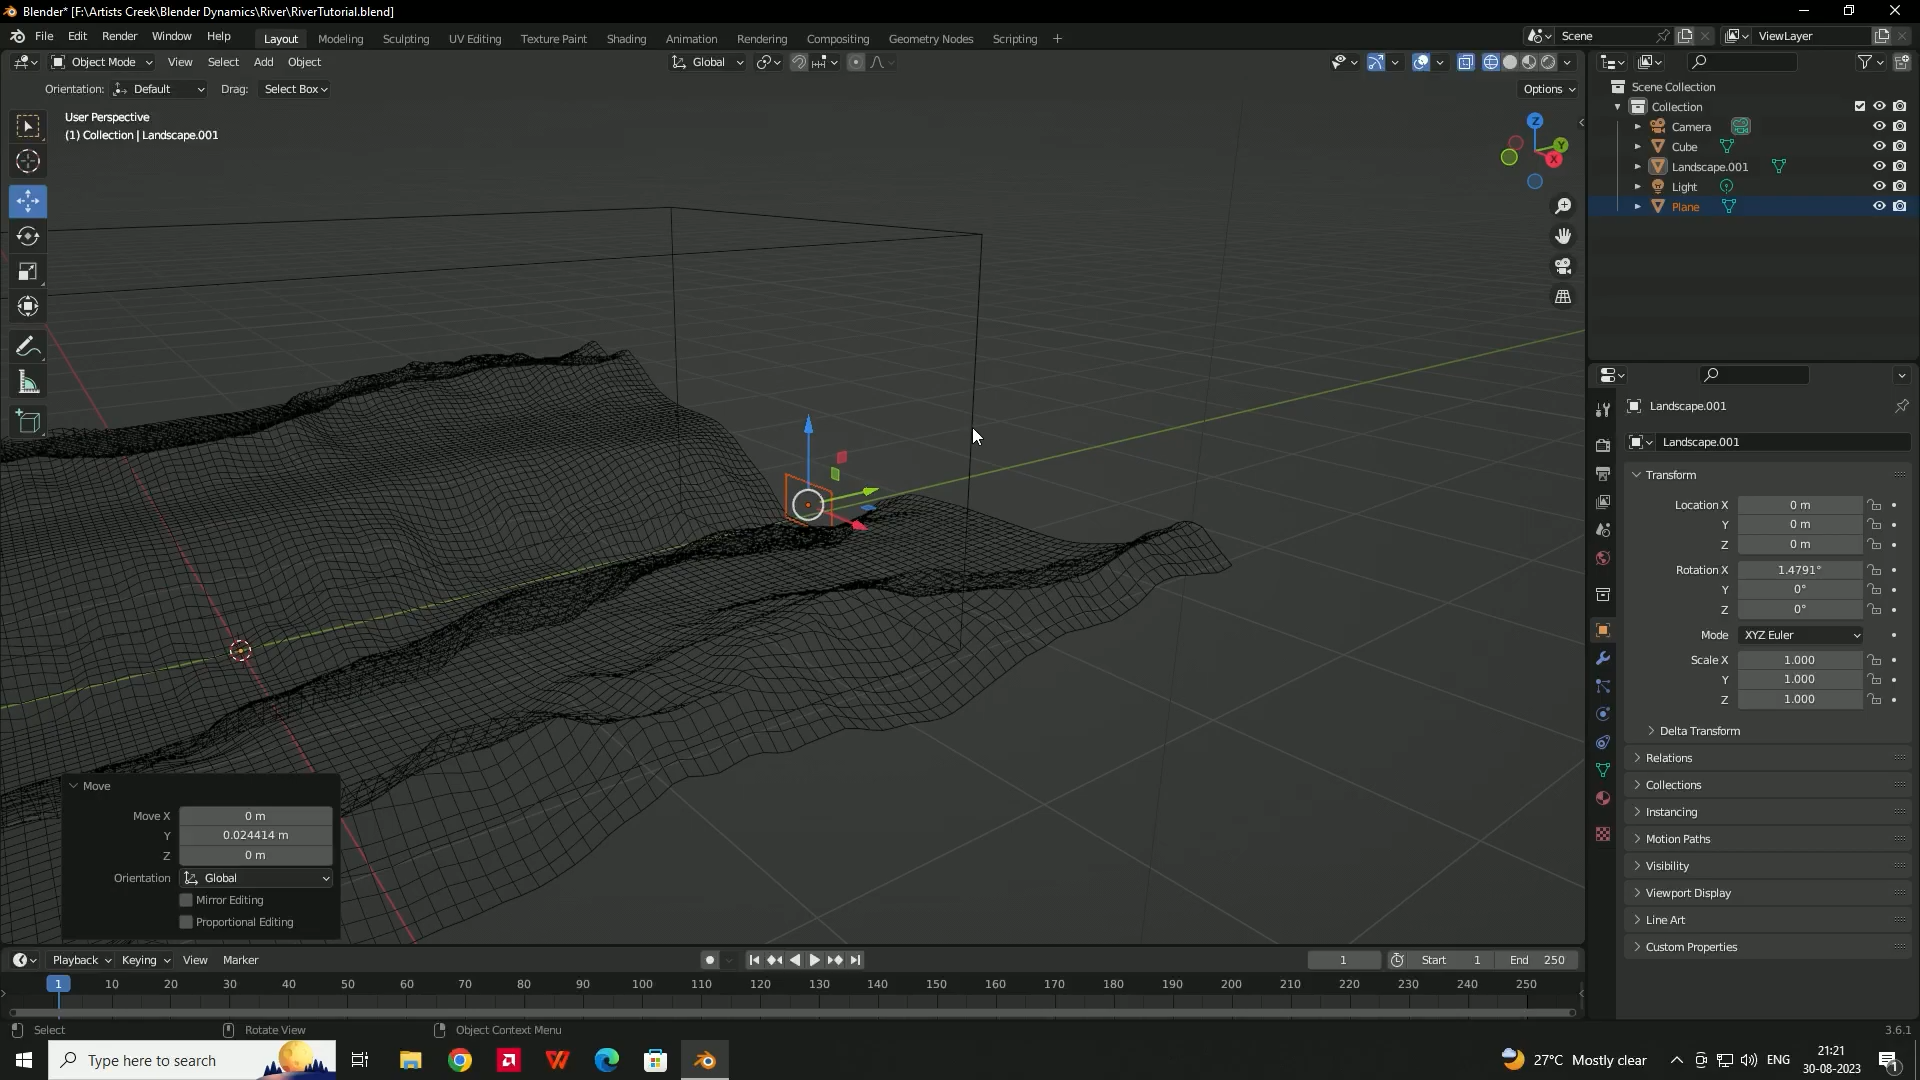 Blender* [F:\Artists Creek\Blender Dynamics\River\RiverTutorial.blend]
File Edit Render Window Help Layout Modeling Sculpting UV Editing Texture Paint Shading Animation Rendering Compositing Geometry Nodes Scripting + Scene ViewLayer
Object Mode View Select Add Object Global
Orientation: Default Drag: Select Box Options
User Perspective
(1) Collection | Landscape.001
Z
Y
X
Scene Collection
Collection
Camera
Cube
Landscape.001
Light
Plane
Landscape.001
Landscape.001
Transform
Location X 0 m
Y 0 m
Z 0 m
Rotation X 1.4791°
Y 0°
Z 0°
Mode XYZ Euler
Scale X 1.000
Y 1.000
Z 1.000
Delta Transform
Relations
Collections
Instancing
Motion Paths
Visibility
Viewport Display
Line Art
Custom Properties
Move
Move X 0 m
Y 0.024414 m
Z 0 m
Orientation Global
Mirror Editing
Proportional Editing
Playback Keying View Marker 1 Start 1 End 250
1 10 20 30 40 50 60 70 80 90 100 110 120 130 140 150 160 170 180 190 200 210 220 230 240 250
Select Rotate View Object Context Menu 3.6.1
Type here to search 27°C Mostly clear ENG 21:21
30-08-2023 1